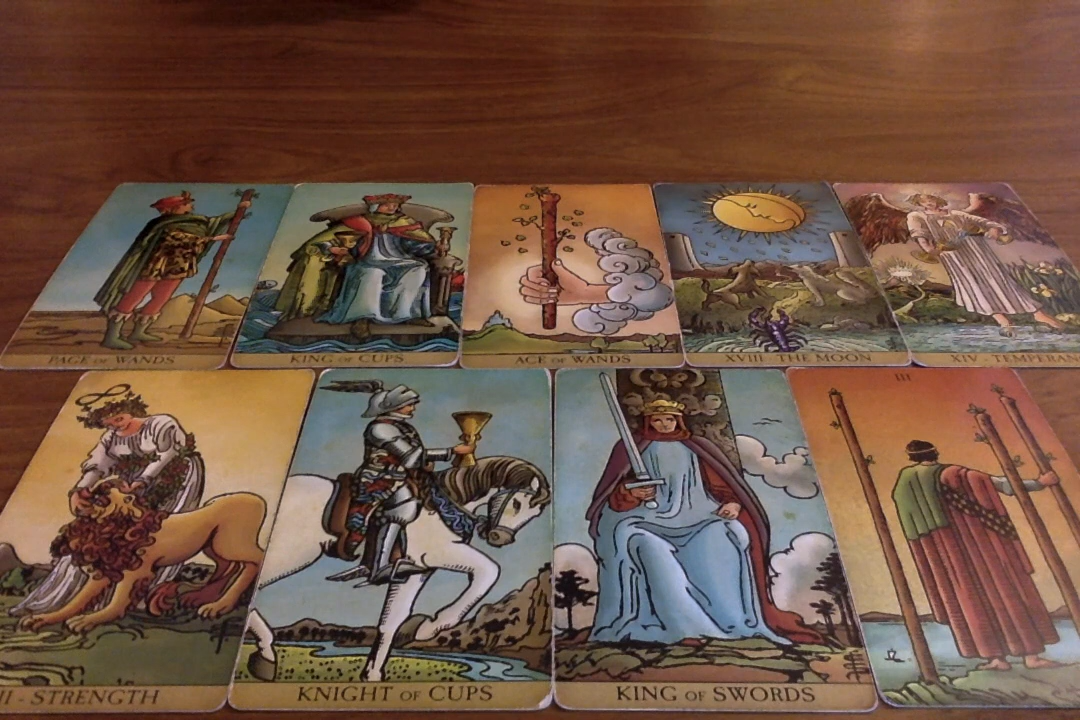 PAGE OF WANDS
KING OF CUPS
ACE OF WANDS
XVIII - THE MOON
XIV - TEMPERAN
III
II - STRENGTH
KNIGHT OF CUPS
KING OF SWORDS